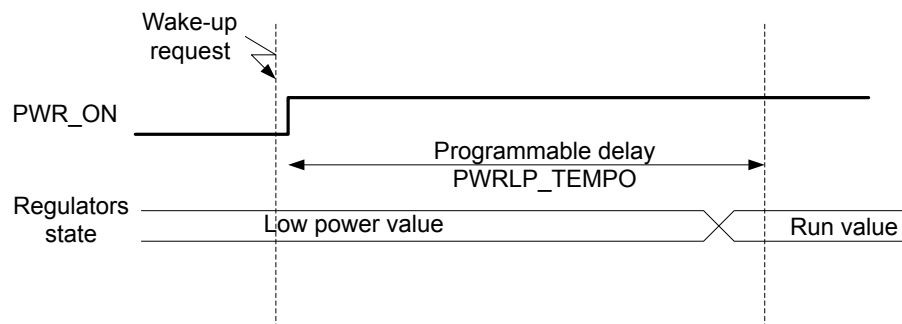 Wake-up
request
PWR_ON
Programmable delay
PWRLP_TEMPO
Regulators
state
Low power value
Run value